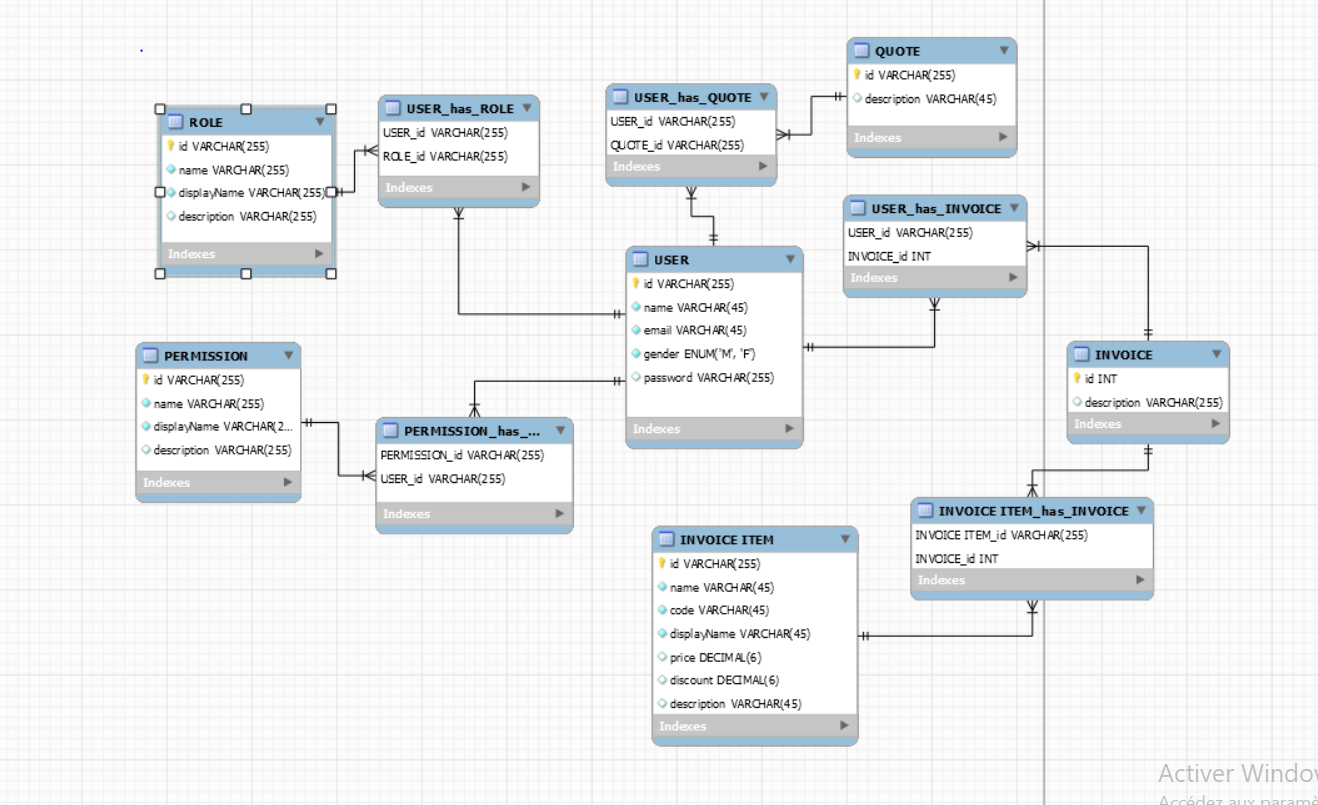 QUOTE
id VARCHAR(255)
description VARCHAR(45)
Indexes
USER_has_QUOTE
USER_id VARCHAR(255)
QUOTE_id VARCHAR(255)
Indexes
USER_has_ROLE
USER_id VARCHAR(255)
ROLE_id VARCHAR(255)
Indexes
ROLE
id VARCHAR(255)
name VARCHAR(255)
displayName VARCHAR(255)
description VARCHAR(255)
Indexes
USER_has_INVOICE
USER_id VARCHAR(255)
INVOICE_id INT
Indexes
USER
id VARCHAR(255)
name VARCHAR(45)
email VARCHAR(45)
gender ENUM('M', 'F')
password VARCHAR(255)
Indexes
PERMISSION
id VARCHAR(255)
name VARCHAR(255)
displayName VARCHAR(2...
description VARCHAR(255)
Indexes
INVOICE
id INT
description VARCHAR(255)
Indexes
PERMISSION_has_...
PERMISSION_id VARCHAR(255)
USER_id VARCHAR(255)
Indexes
INVOICE ITEM_has_INVOICE
INVOICE ITEM_id VARCHAR(255)
INVOICE_id INT
Indexes
INVOICE ITEM
id VARCHAR(255)
name VARCHAR(45)
code VARCHAR(45)
displayName VARCHAR(45)
price DECIMAL(6)
discount DECIMAL(6)
description VARCHAR(45)
Indexes
Activer Window
Accédez aux paramè